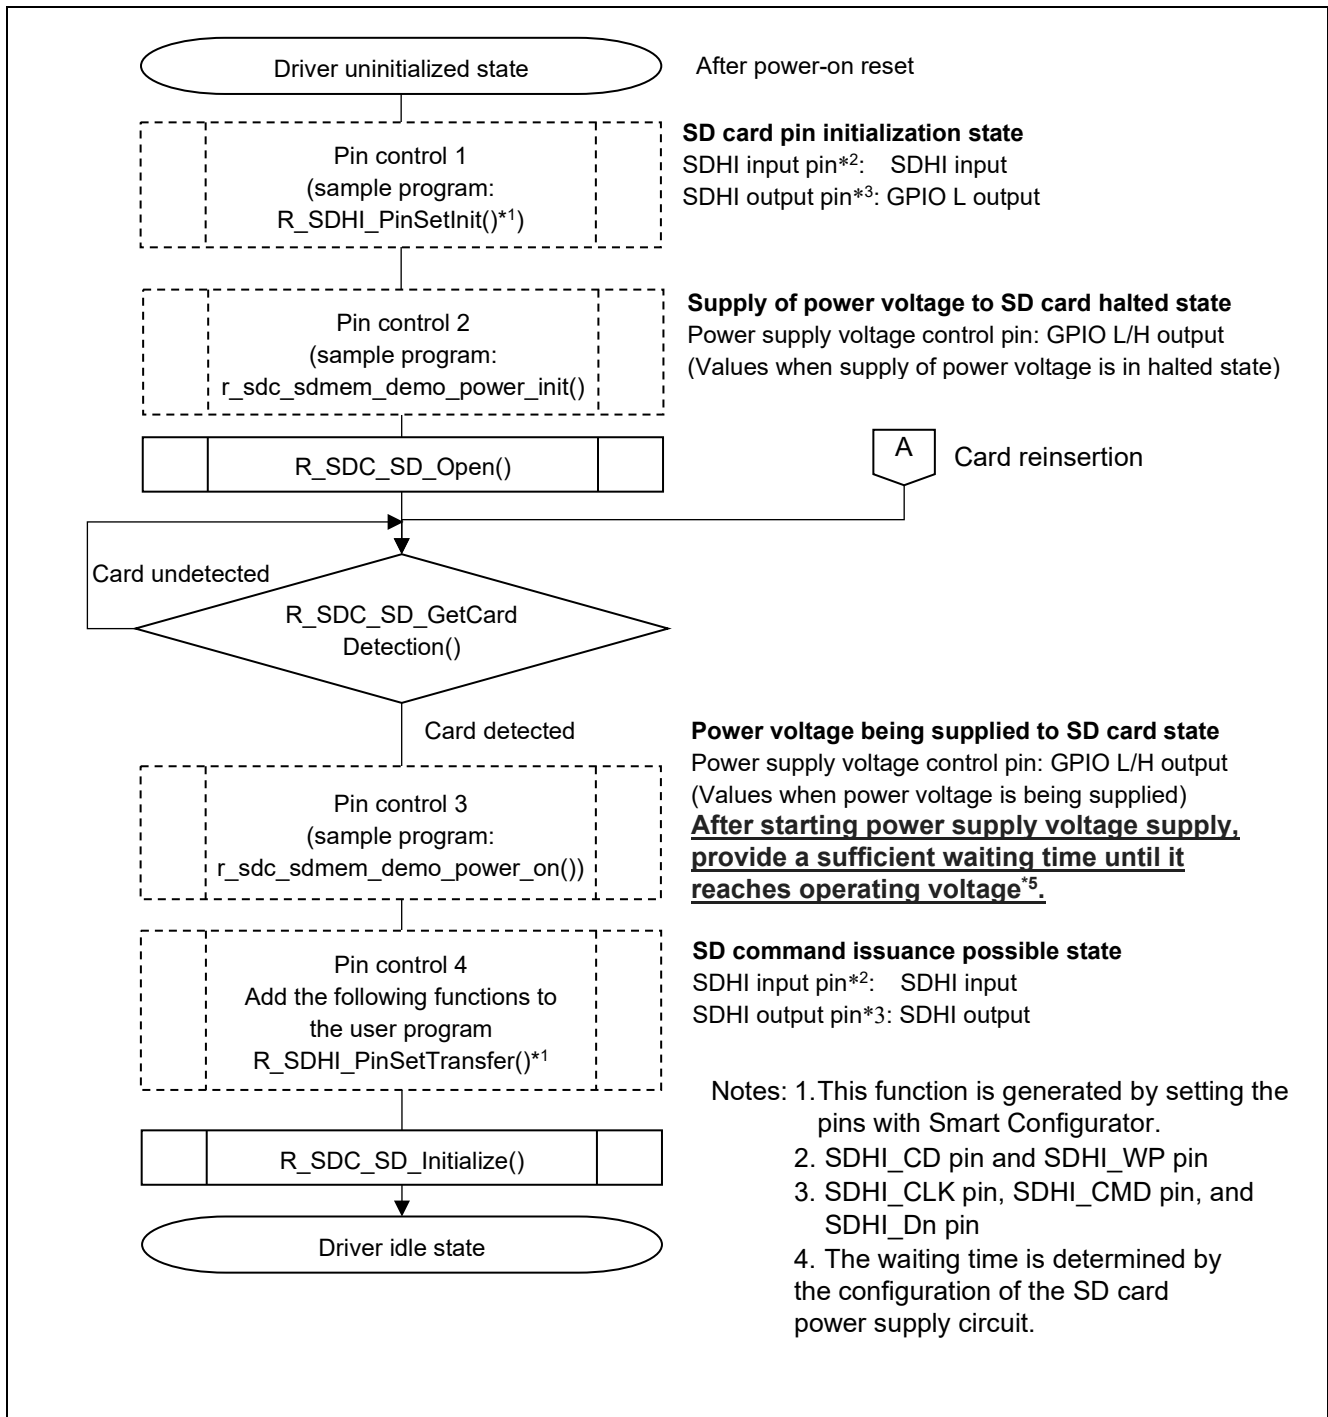 Driver uninitialized state
After power-on reset
Pin control 1
(sample program:
R_SDHI_PinSetInit()*1)
SD card pin initialization state
SDHI input pin*2: SDHI input
SDHI output pin*3: GPIO L output
Pin control 2
(sample program:
r_sdc_sdmem_demo_power_init()
Supply of power voltage to SD card halted state
Power supply voltage control pin: GPIO L/H output
(Values when supply of power voltage is in halted state)
R_SDC_SD_Open()
A
Card reinsertion
Card undetected
R_SDC_SD_GetCard
Detection()
Card detected
Pin control 3
(sample program:
r_sdc_sdmem_demo_power_on())
Power voltage being supplied to SD card state
Power supply voltage control pin: GPIO L/H output
(Values when power voltage is being supplied)
After starting power supply voltage supply,
provide a sufficient waiting time until it
reaches operating voltage*5.
Pin control 4
Add the following functions to
the user program
R_SDHI_PinSetTransfer()*1
SD command issuance possible state
SDHI input pin*2: SDHI input
SDHI output pin*3: SDHI output
R_SDC_SD_Initialize()
Driver idle state
Notes: 1.This function is generated by setting the
pins with Smart Configurator.
2. SDHI_CD pin and SDHI_WP pin
3. SDHI_CLK pin, SDHI_CMD pin, and
SDHI_Dn pin
4. The waiting time is determined by
the configuration of the SD card
power supply circuit.